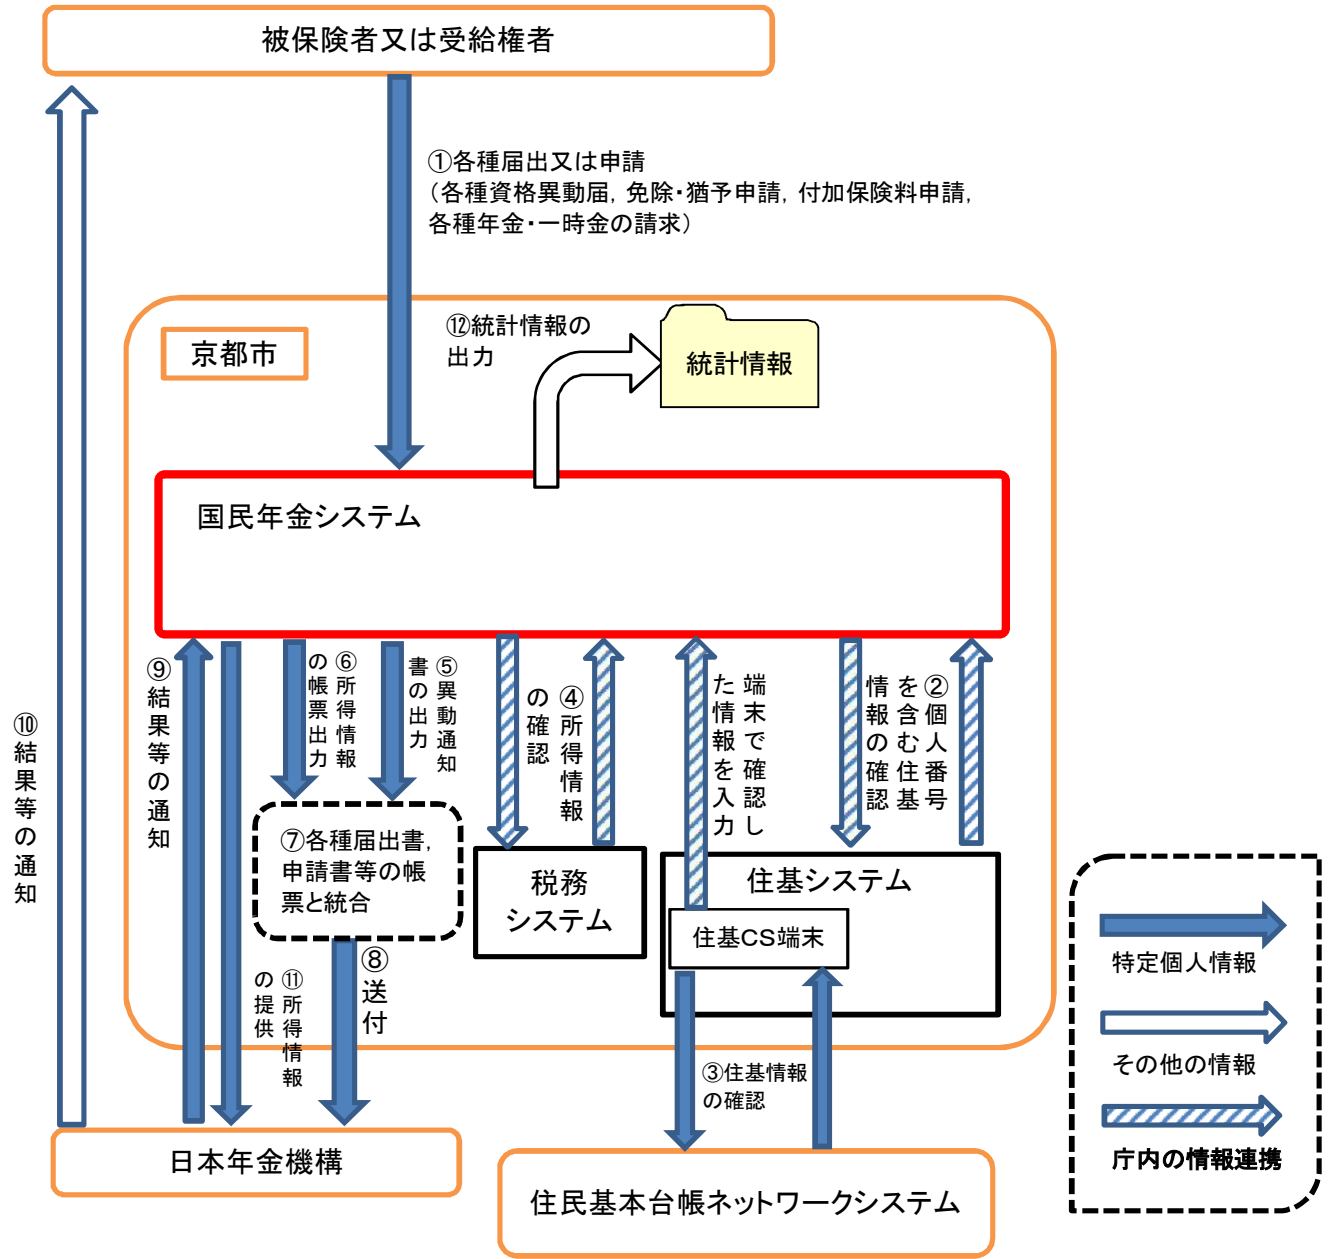 被保険者又は受給権者
①各種届出又は申請
（各種資格異動届, 免除・猶予申請, 付加保険料申請,
各種年金・一時金の請求）
京都市
⑫統計情報の
出力
統計情報
国民年金システム
⑩結果等の通知
⑨結果等の通知
⑥所得情報
の帳票出力
⑤異動通知
書の出力
④所得情報
の確認
端末で確認し
た情報を入力
②個人番号
を含む住基
情報の確認
⑦各種届出書,
申請書等の帳
票と統合
税務
システム
住基システム
住基CS端末
⑪所得情報
の提供
⑧送付
③住基情報
の確認
日本年金機構
住民基本台帳ネットワークシステム
特定個人情報
その他の情報
庁内の情報連携